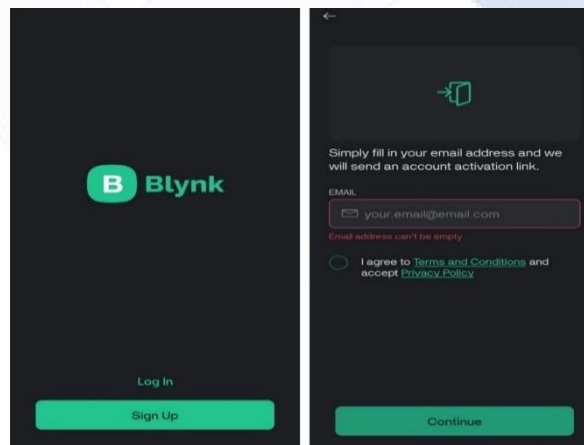 B Blynk
Log In
Sign Up
Simply fill in your email address and we
will send an account activation link.
EMAIL
your.email@email.com
Email address can't be empty
I agree to Terms and Conditions and
accept Privacy Policy
Continue